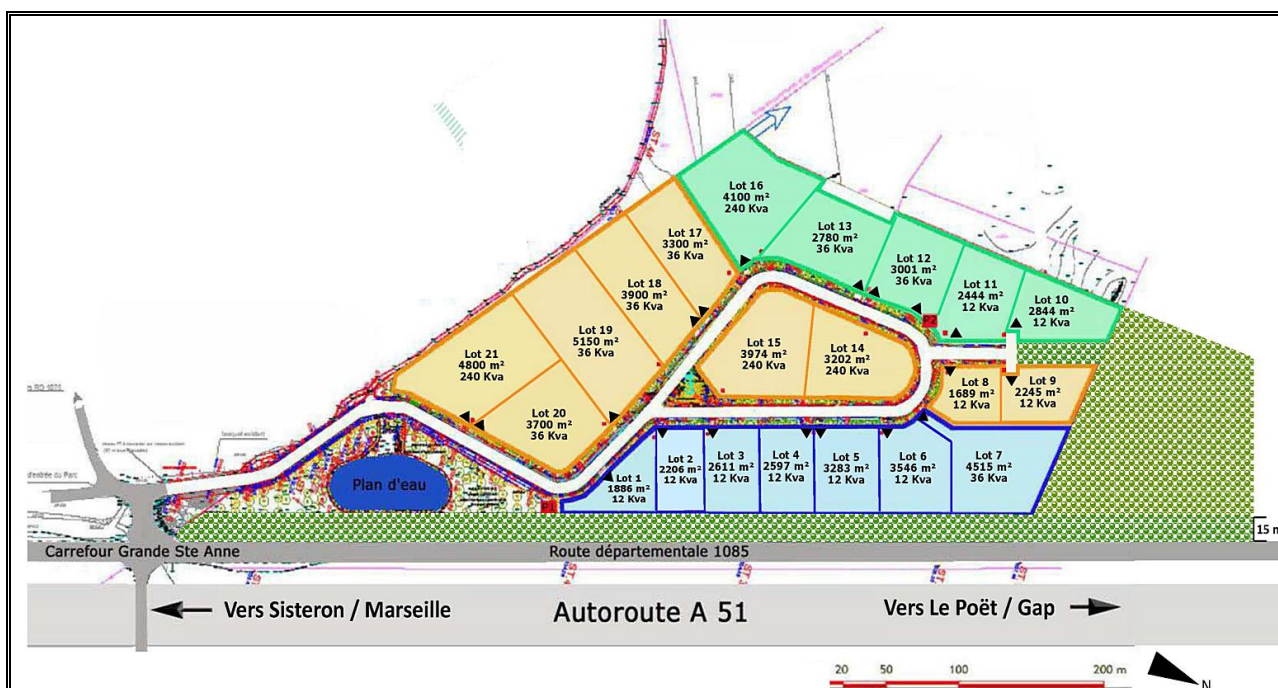 Lot 16
4100 m²
240 Kva
Lot 13
2780 m²
36 Kva
Lot 12
3001 m²
36 Kva
Lot 11
2444 m²
12 Kva
Lot 10
2844 m²
12 Kva
Lot 17
3300 m²
36 Kva
Lot 18
3900 m²
36 Kva
Lot 19
5150 m²
36 Kva
Lot 21
4800 m²
240 Kva
Lot 20
3700 m²
36 Kva
Lot 15
3974 m²
240 Kva
Lot 14
3202 m²
240 Kva
P2
Lot 8
1689 m²
12 Kva
Lot 9
2245 m²
12 Kva
Lot 1
1886 m²
12 Kva
Lot 2
2206 m²
12 Kva
Lot 3
2611 m²
12 Kva
Lot 4
2597 m²
12 Kva
Lot 5
3283 m²
12 Kva
Lot 6
3546 m²
12 Kva
Lot 7
4515 m²
36 Kva
Plan d'eau
P1
d'entrée du Parc
15 m
Carrefour Grande Ste Anne
Route départementale 1085
Vers Sisteron / Marseille
Autoroute A 51
Vers Le Poët / Gap
20 50 100 200 m
N